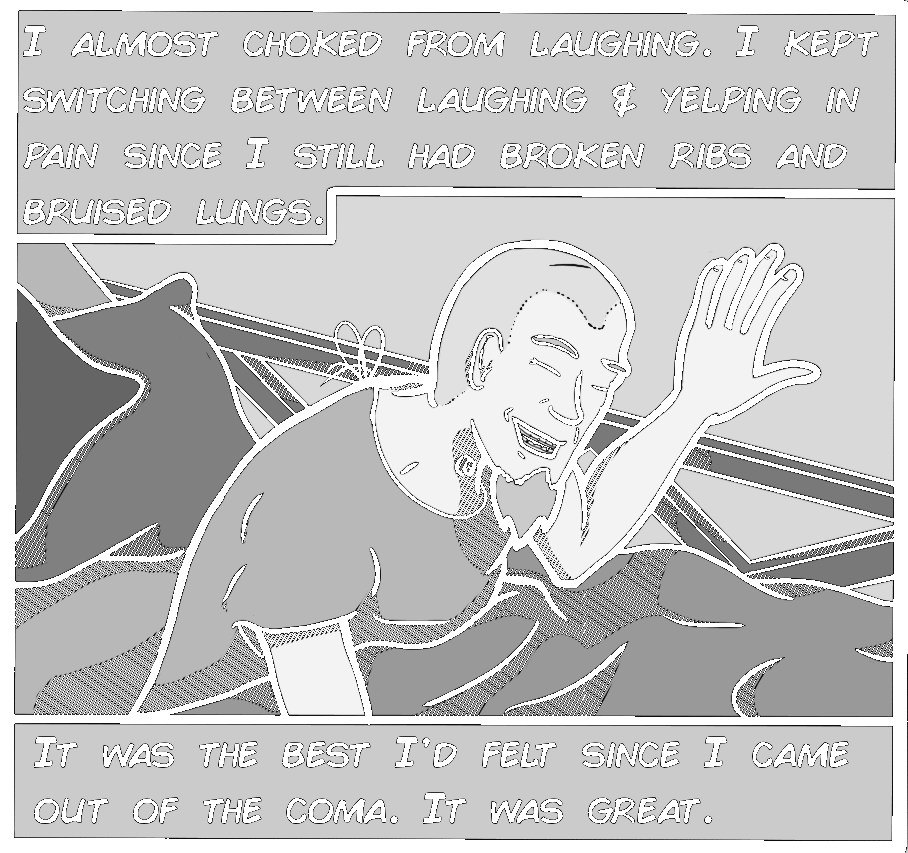 I ALMOST CHOKED FROM LAUGHING. I KEPT
SWITCHING BETWEEN LAUGHING & YELPING IN
PAIN SINCE I STILL HAD BROKEN RIBS AND
BRUISED LUNGS.
IT WAS THE BEST I'D FELT SINCE I CAME
OUT OF THE COMA. IT WAS GREAT.